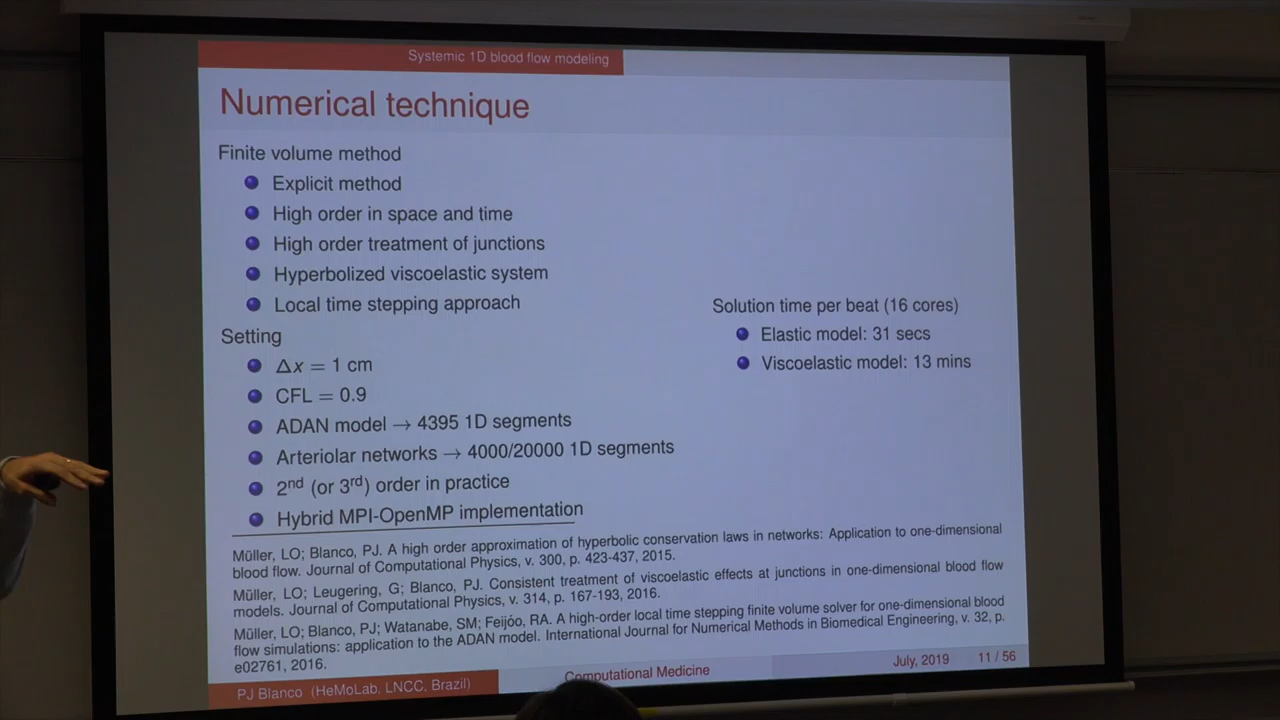 Systemic 1D blood flow modeling
Numerical technique
Finite volume method
Explicit method
High order in space and time
High order treatment of junctions
Hyperbolized viscoelastic system
Local time stepping approach
Setting
Δx = 1 cm
CFL = 0.9
ADAN model → 4395 1D segments
Arteriolar networks → 4000/20000 1D segments
2nd (or 3rd) order in practice
Hybrid MPI-OpenMP implementation
Solution time per beat (16 cores)
Elastic model: 31 secs
Viscoelastic model: 13 mins
Müller, LO; Blanco, PJ. A high order approximation of hyperbolic conservation laws in networks: Application to one-dimensional
blood flow. Journal of Computational Physics, v. 300, p. 423-437, 2015.
Müller, LO; Leugering, G; Blanco, PJ. Consistent treatment of viscoelastic effects at junctions in one-dimensional blood flow
models. Journal of Computational Physics, v. 314, p. 167-193, 2016.
Müller, LO; Blanco, PJ; Watanabe, SM; Feijóo, RA. A high-order local time stepping finite volume solver for one-dimensional blood
flow simulations: application to the ADAN model. International Journal for Numerical Methods in Biomedical Engineering, v. 32, p.
e02761, 2016.
PJ Blanco (HeMoLab, LNCC, Brazil)
Computational Medicine
July, 2019
11 / 56